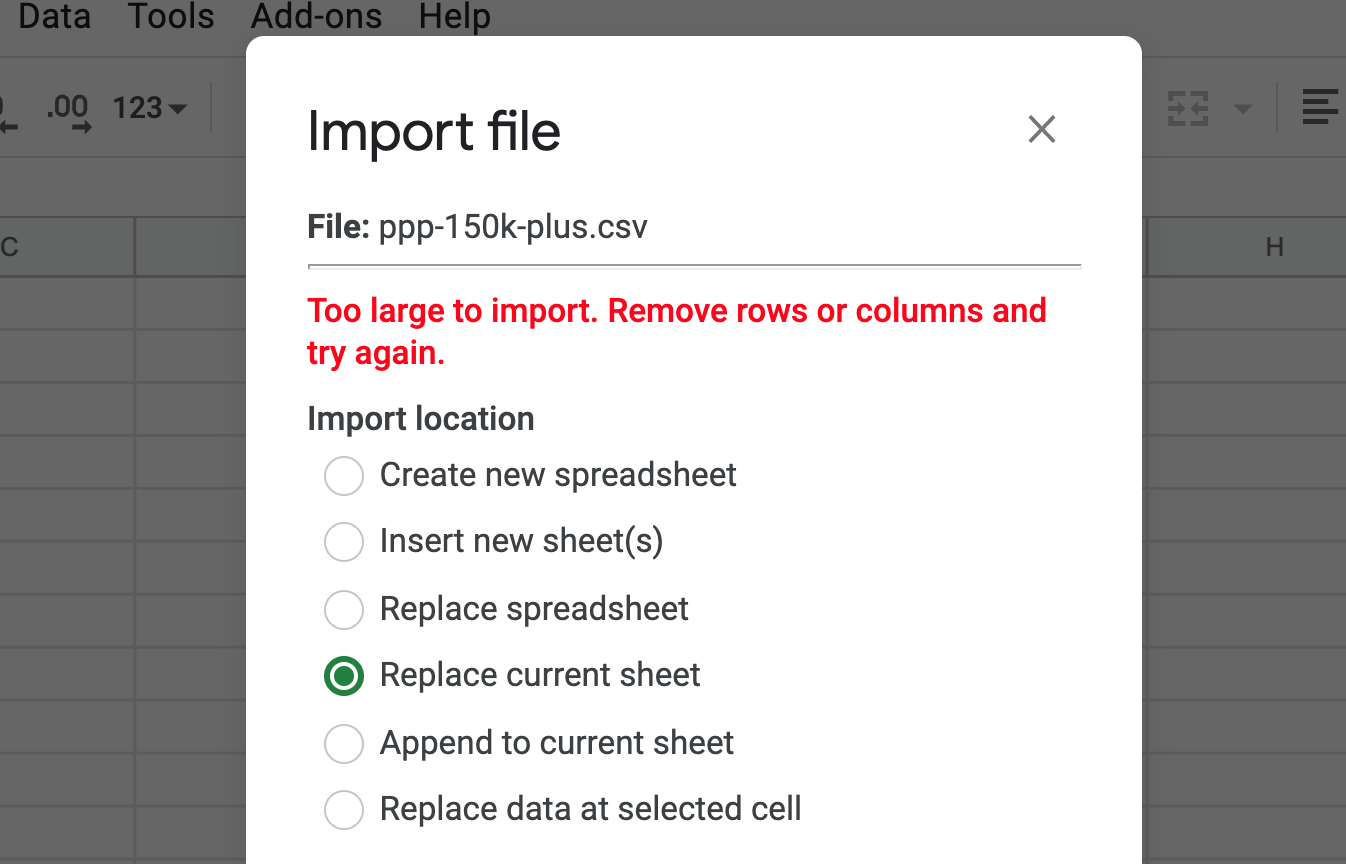 Data Tools Add-ons Help
.00 123
Import file
File: ppp-150k-plus.csv
C
H
Too large to import. Remove rows or columns and
try again.
Import location
Create new spreadsheet
Insert new sheet(s)
Replace spreadsheet
Replace current sheet
Append to current sheet
Replace data at selected cell